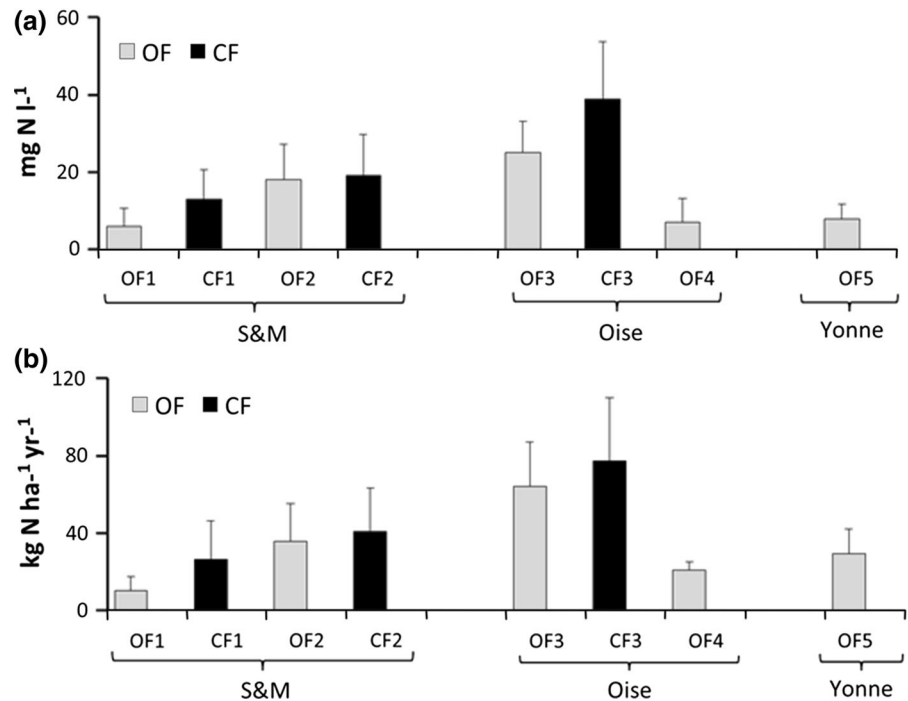 (a)
60
40
20
0
mg N l-¹
OF CF
OF1 CF1 OF2 CF2 OF3 CF3 OF4 OF5
S&M Oise Yonne
(b)
120
80
40
0
kg N ha-¹ yr-¹
OF CF
OF1 CF1 OF2 CF2 OF3 CF3 OF4 OF5
S&M Oise Yonne